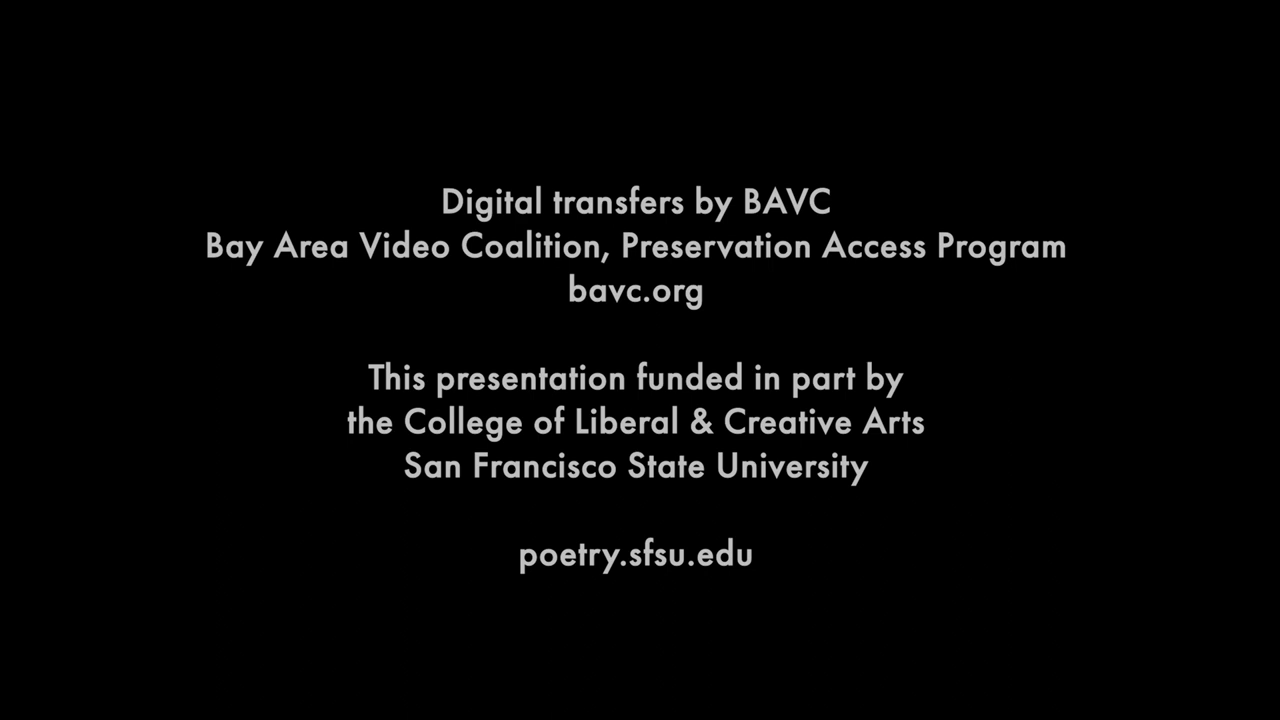 Digital transfers by BAVC
Bay Area Video Coalition, Preservation Access Program
bavc.org
This presentation funded in part by
the College of Liberal & Creative Arts
San Francisco State University
poetry.sfsu.edu